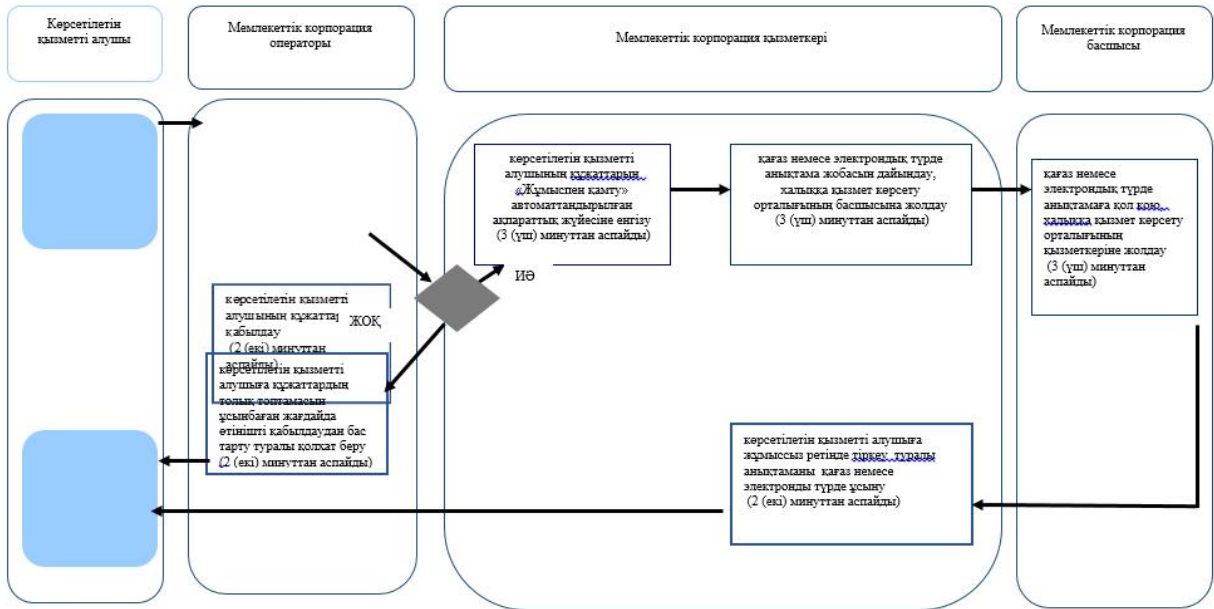 Көрсетілетін
қызметті алушы
Мемлекеттік корпорация
операторы
Мемлекеттік корпорация қызметкері
Мемлекеттік корпорация
басшысы
көрсетілетін қызметті
алушының құжаттарын
«Жұмыспен қамту»
автоматтандырылған
ақпараттық жүйесіне енгізу
(3 (үш) минуттан аспайды)
қағаз немесе электрондық түрде
анықтама жобасын дайындау,
халыққа қызмет көрсету
орталығының басшысына жолдау
(3 (үш) минуттан аспайды)
қағаз немесе
электрондық түрде
анықтамаға қол қою,
халыққа қызмет көрсету
орталығының
қызметкеріне жолдау
(3 (үш) минуттан
аспайды)
ИӘ
көрсетілетін қызметті
алушының
ЖОҚ
қабылдау
(2 (екі) минуттан
аспайды)
көрсетілетін қызметті
алушыға құжаттардың
толық топтамасын
ұсынбаған жағдайда
өтінішті қабылдаудан бас
тарту туралы қолхат беру
(2 (екі) минуттан аспайды)
көрсетілетін қызметті алушыға
жұмыссыз ретінде тіркеу туралы
анықтаманы қағаз немесе
электронды түрде ұсыну
(2 (екі) минуттан аспайды)